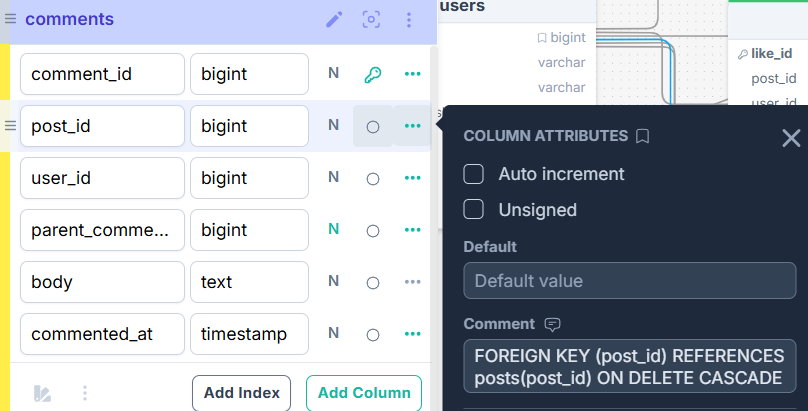 comments
users
bigint
varchar
varchar
like_id
post_id
user_id
comment_id bigint N
post_id bigint N
user_id bigint N
parent_comme... bigint N
body text N
commented_at timestamp N
Add Index Add Column
COLUMN ATTRIBUTES
Auto increment
Unsigned
Default
Default value
Comment
FOREIGN KEY (post_id) REFERENCES
posts(post_id) ON DELETE CASCADE